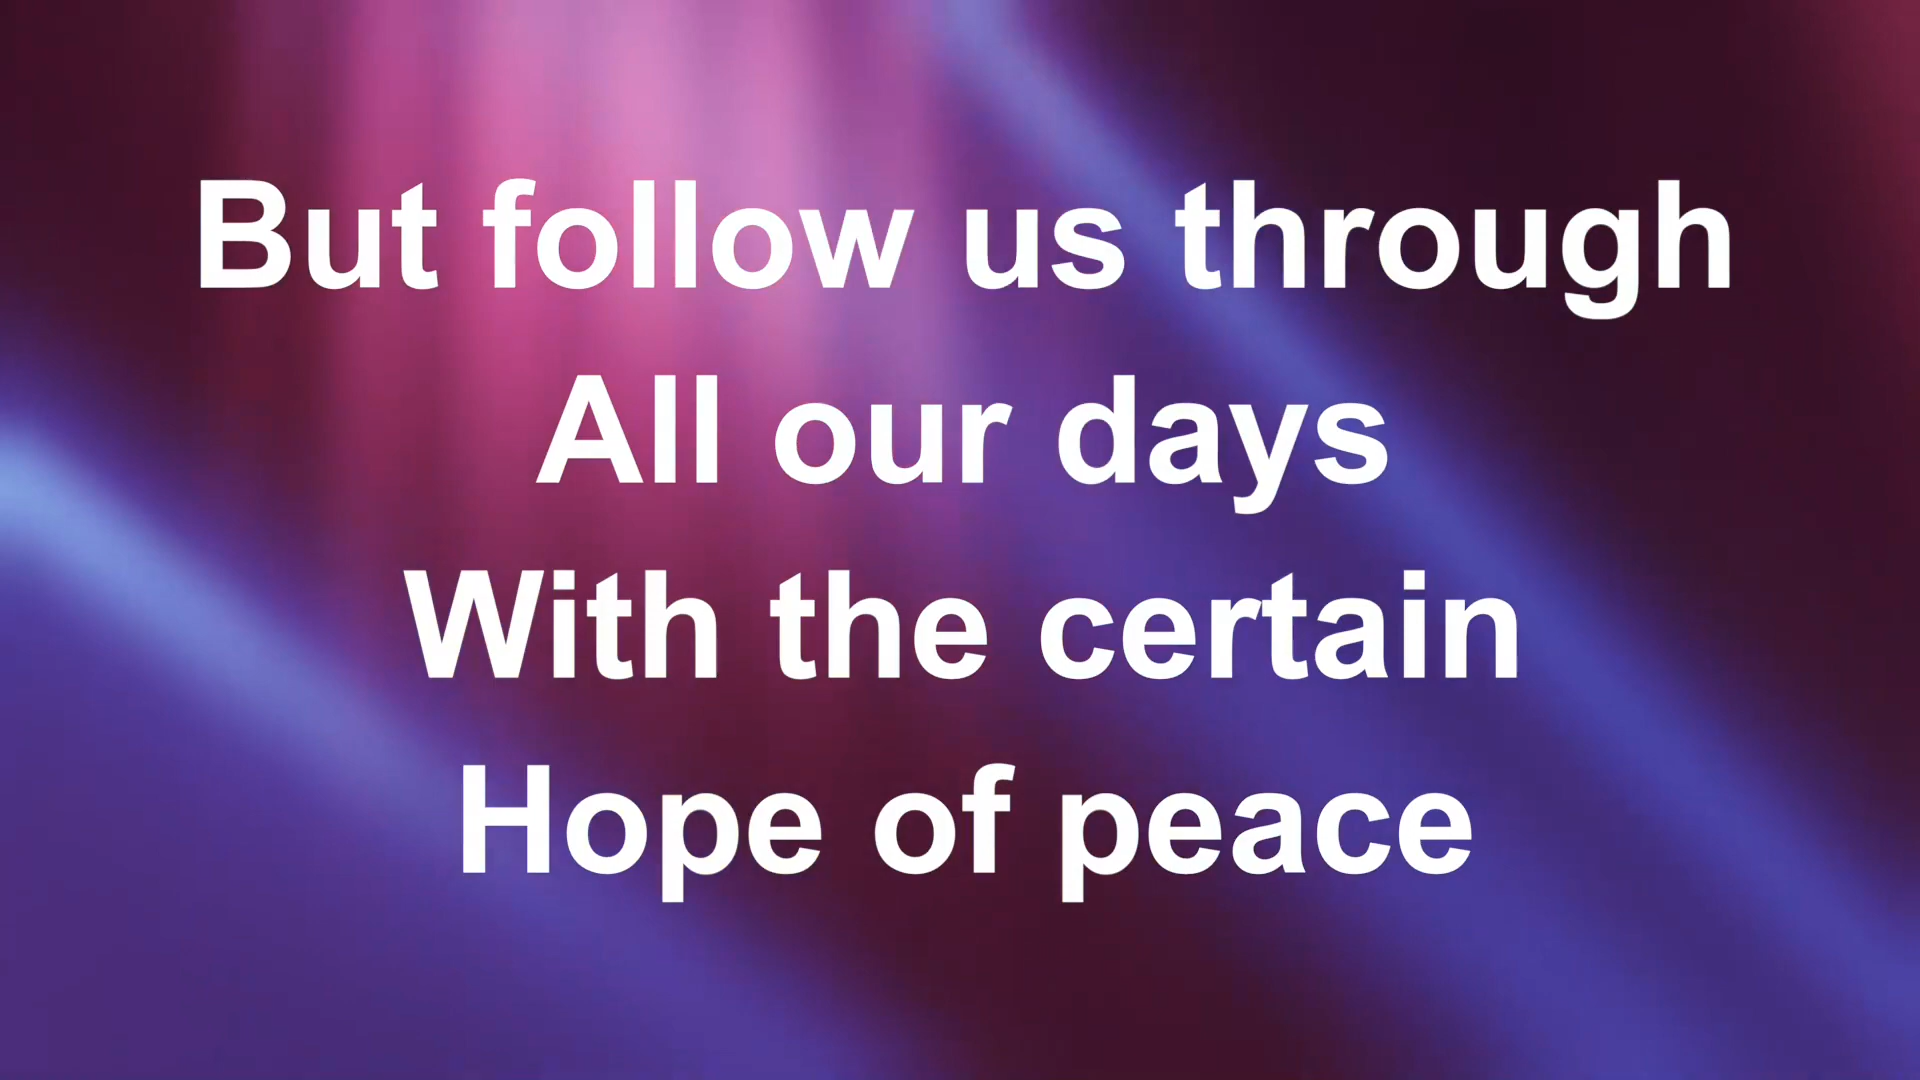 But follow us through
All our days
With the certain
Hope of peace